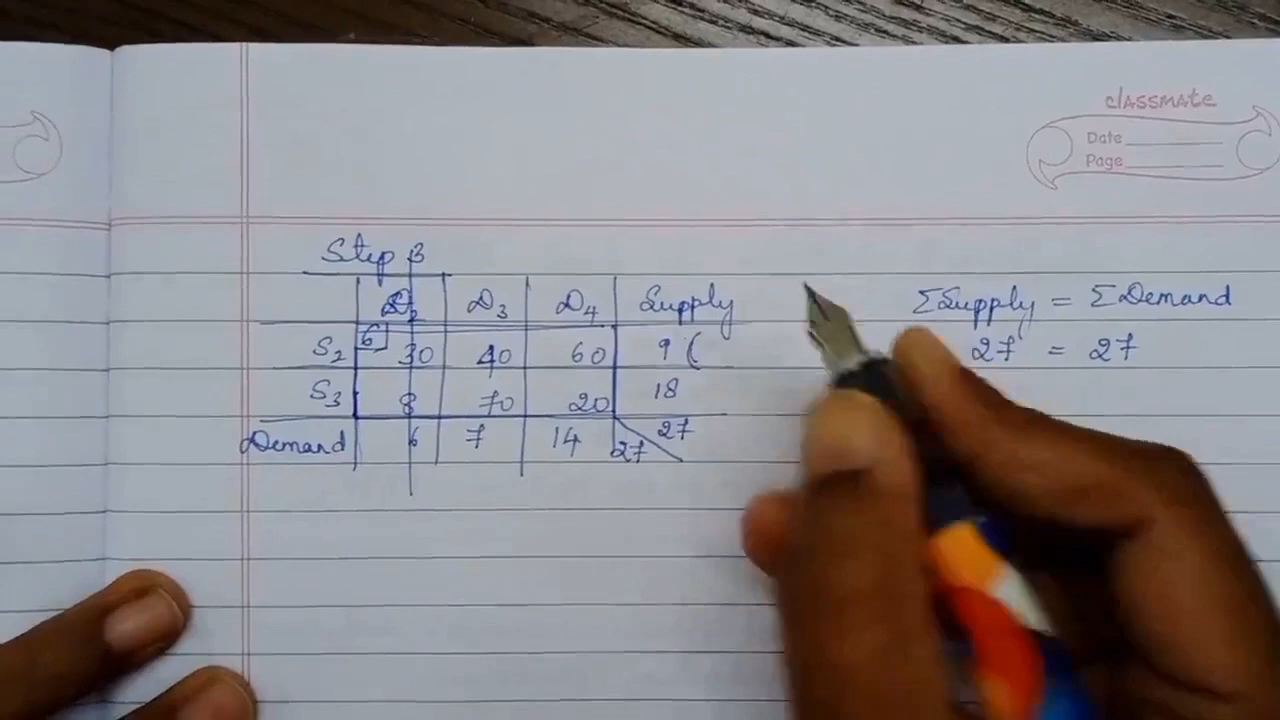 classmate
Date
Page
Step 3
D2 D3 D4 Supply
S2 6 30 40 60 9 (
S3 8 70 20 18
Demand 6 7 14 27 27
ΣSupply = ΣDemand
27 = 27